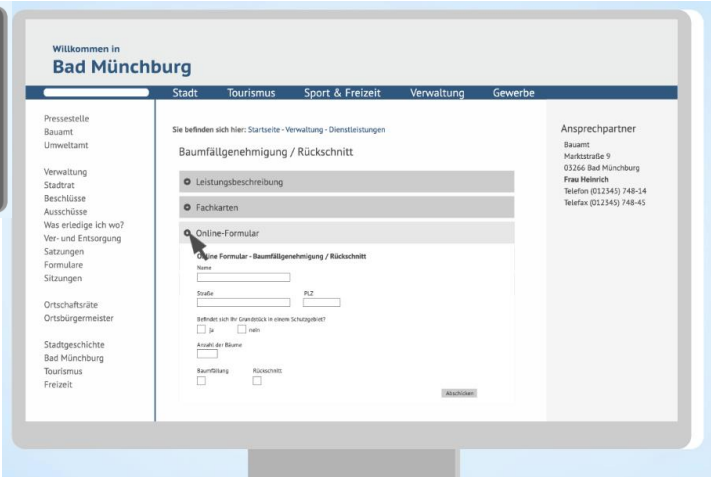 Willkommen in
Bad Münchburg
Stadt Tourismus Sport & Freizeit Verwaltung Gewerbe
Pressestelle
Bauamt
Umweltamt
Verwaltung
Stadtrat
Beschlüsse
Ausschüsse
Was erledige ich wo?
Ver- und Entsorgung
Satzungen
Formulare
Sitzungen
Ortschaftsräte
Ortsbürgermeister
Stadtgeschichte
Bad Münchburg
Tourismus
Freizeit
Sie befinden sich hier: Startseite - Verwaltung - Dienstleistungen
Baumfällgenehmigung / Rückschnitt
Leistungsbeschreibung
Fachkarten
Online-Formular
Online Formular - Baumfällgenehmigung / Rückschnitt
Name
Straße PLZ
Befindet sich Ihr Grundstück in einem Schutzgebiet?
ja nein
Anzahl der Bäume
Baumfällung Rückschnitt
Abschicken
Ansprechpartner
Bauamt
Marktstraße 9
03266 Bad Münchburg
Frau Heinrich
Telefon (012345) 748-14
Telefax (012345) 748-45